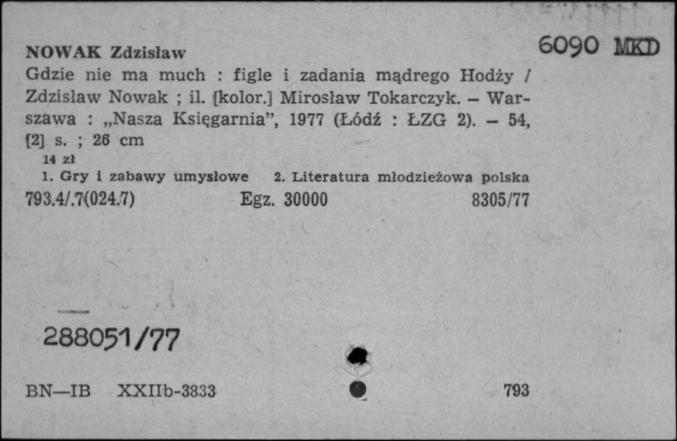 6090 MKD
NOWAK Zdzisław
Gdzie nie ma much : figle i zadania mądrego Hodży /
Zdzisław Nowak ; il. [kolor.] Mirosław Tokarczyk. — War-
szawa : „Nasza Księgarnia”, 1977 (Łódź : ŁZG 2). — 54,
[2] s. ; 26 cm
14 zł
1. Gry i zabawy umysłowe 2. Literatura młodzieżowa polska
793.4/.7(024.7) Egz. 30000 8305/77
288051/77
BN—IB XXIIb-3833 793